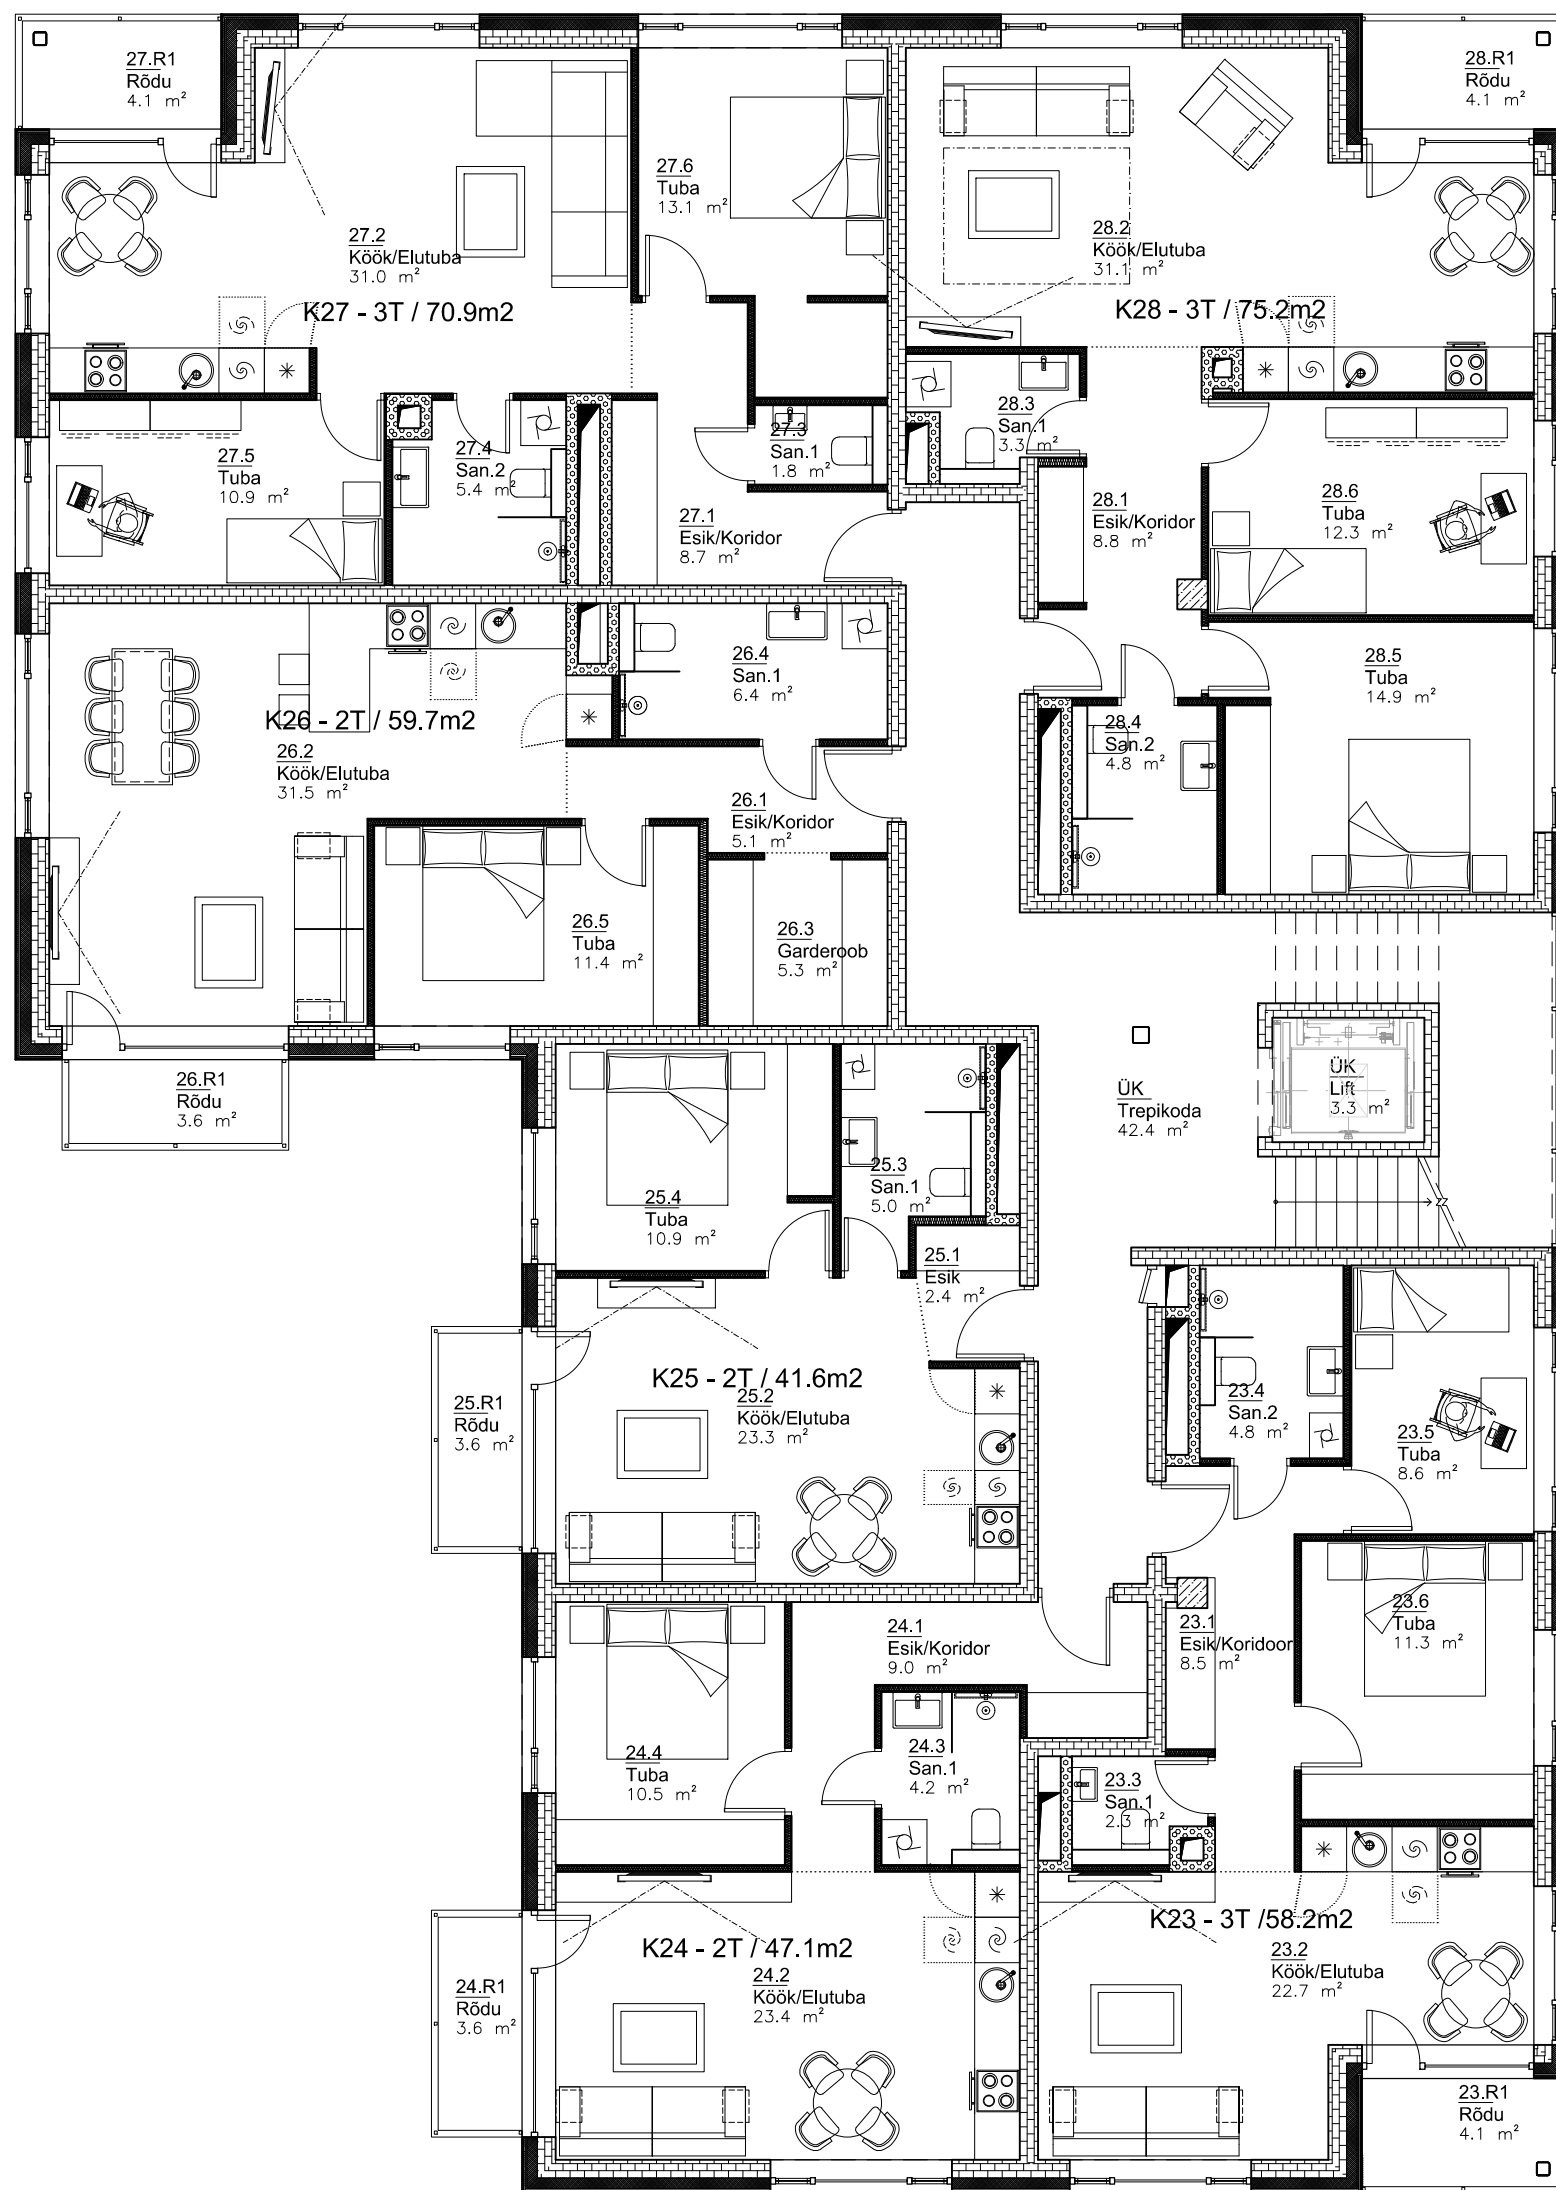 27.R1
Rõdu
4.1 m²
28.R1
Rõdu
4.1 m²
27.6
Tuba
13.1 m²
27.2
Köök/Elutuba
31.0 m²
K27 - 3T / 70.9m2
28.2
Köök/Elutuba
31.1 m²
K28 - 3T / 75.2m2
27.5
Tuba
10.9 m²
27.4
San.2
5.4 m²
27.3
San.1
1.8 m²
28.3
San.1
3.3 m²
27.1
Esik/Koridor
8.7 m²
28.1
Esik/Koridor
8.8 m²
28.6
Tuba
12.3 m²
26.4
San.1
6.4 m²
28.5
Tuba
14.9 m²
K26 - 2T / 59.7m2
26.2
Köök/Elutuba
31.5 m²
28.4
San.2
4.8 m²
26.1
Esik/Koridor
5.1 m²
26.5
Tuba
11.4 m²
26.3
Garderoob
5.3 m²
26.R1
Rõdu
3.6 m²
ÜK
Trepikoda
42.4 m²
ÜK
Lift
3.3 m²
25.4
Tuba
10.9 m²
25.3
San.1
5.0 m²
25.1
Esik
2.4 m²
K25 - 2T / 41.6m2
25.2
Köök/Elutuba
23.3 m²
25.R1
Rõdu
3.6 m²
23.4
San.2
4.8 m²
23.5
Tuba
8.6 m²
24.1
Esik/Koridor
9.0 m²
23.1
Esik/Koridoor
8.5 m²
23.6
Tuba
11.3 m²
24.4
Tuba
10.5 m²
24.3
San.1
4.2 m²
23.3
San.1
2.3 m²
K24 - 2T / 47.1m2
24.2
Köök/Elutuba
23.4 m²
K23 - 3T /58.2m2
23.2
Köök/Elutuba
22.7 m²
24.R1
Rõdu
3.6 m²
23.R1
Rõdu
4.1 m²